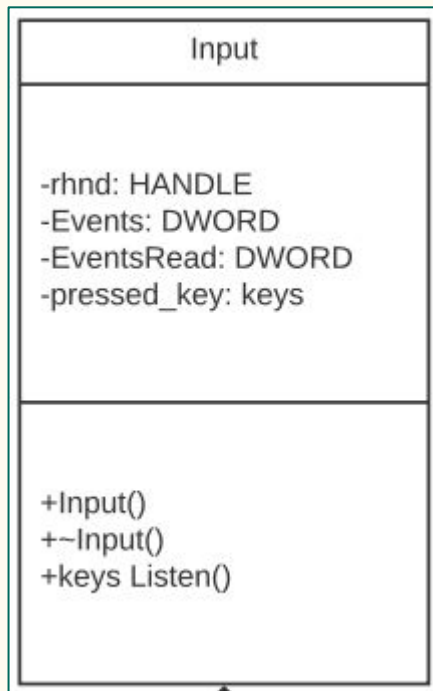 Input
-rhnd: HANDLE
-Events: DWORD
-EventsRead: DWORD
-pressed_key: keys
+Input()
+~Input()
+keys Listen()